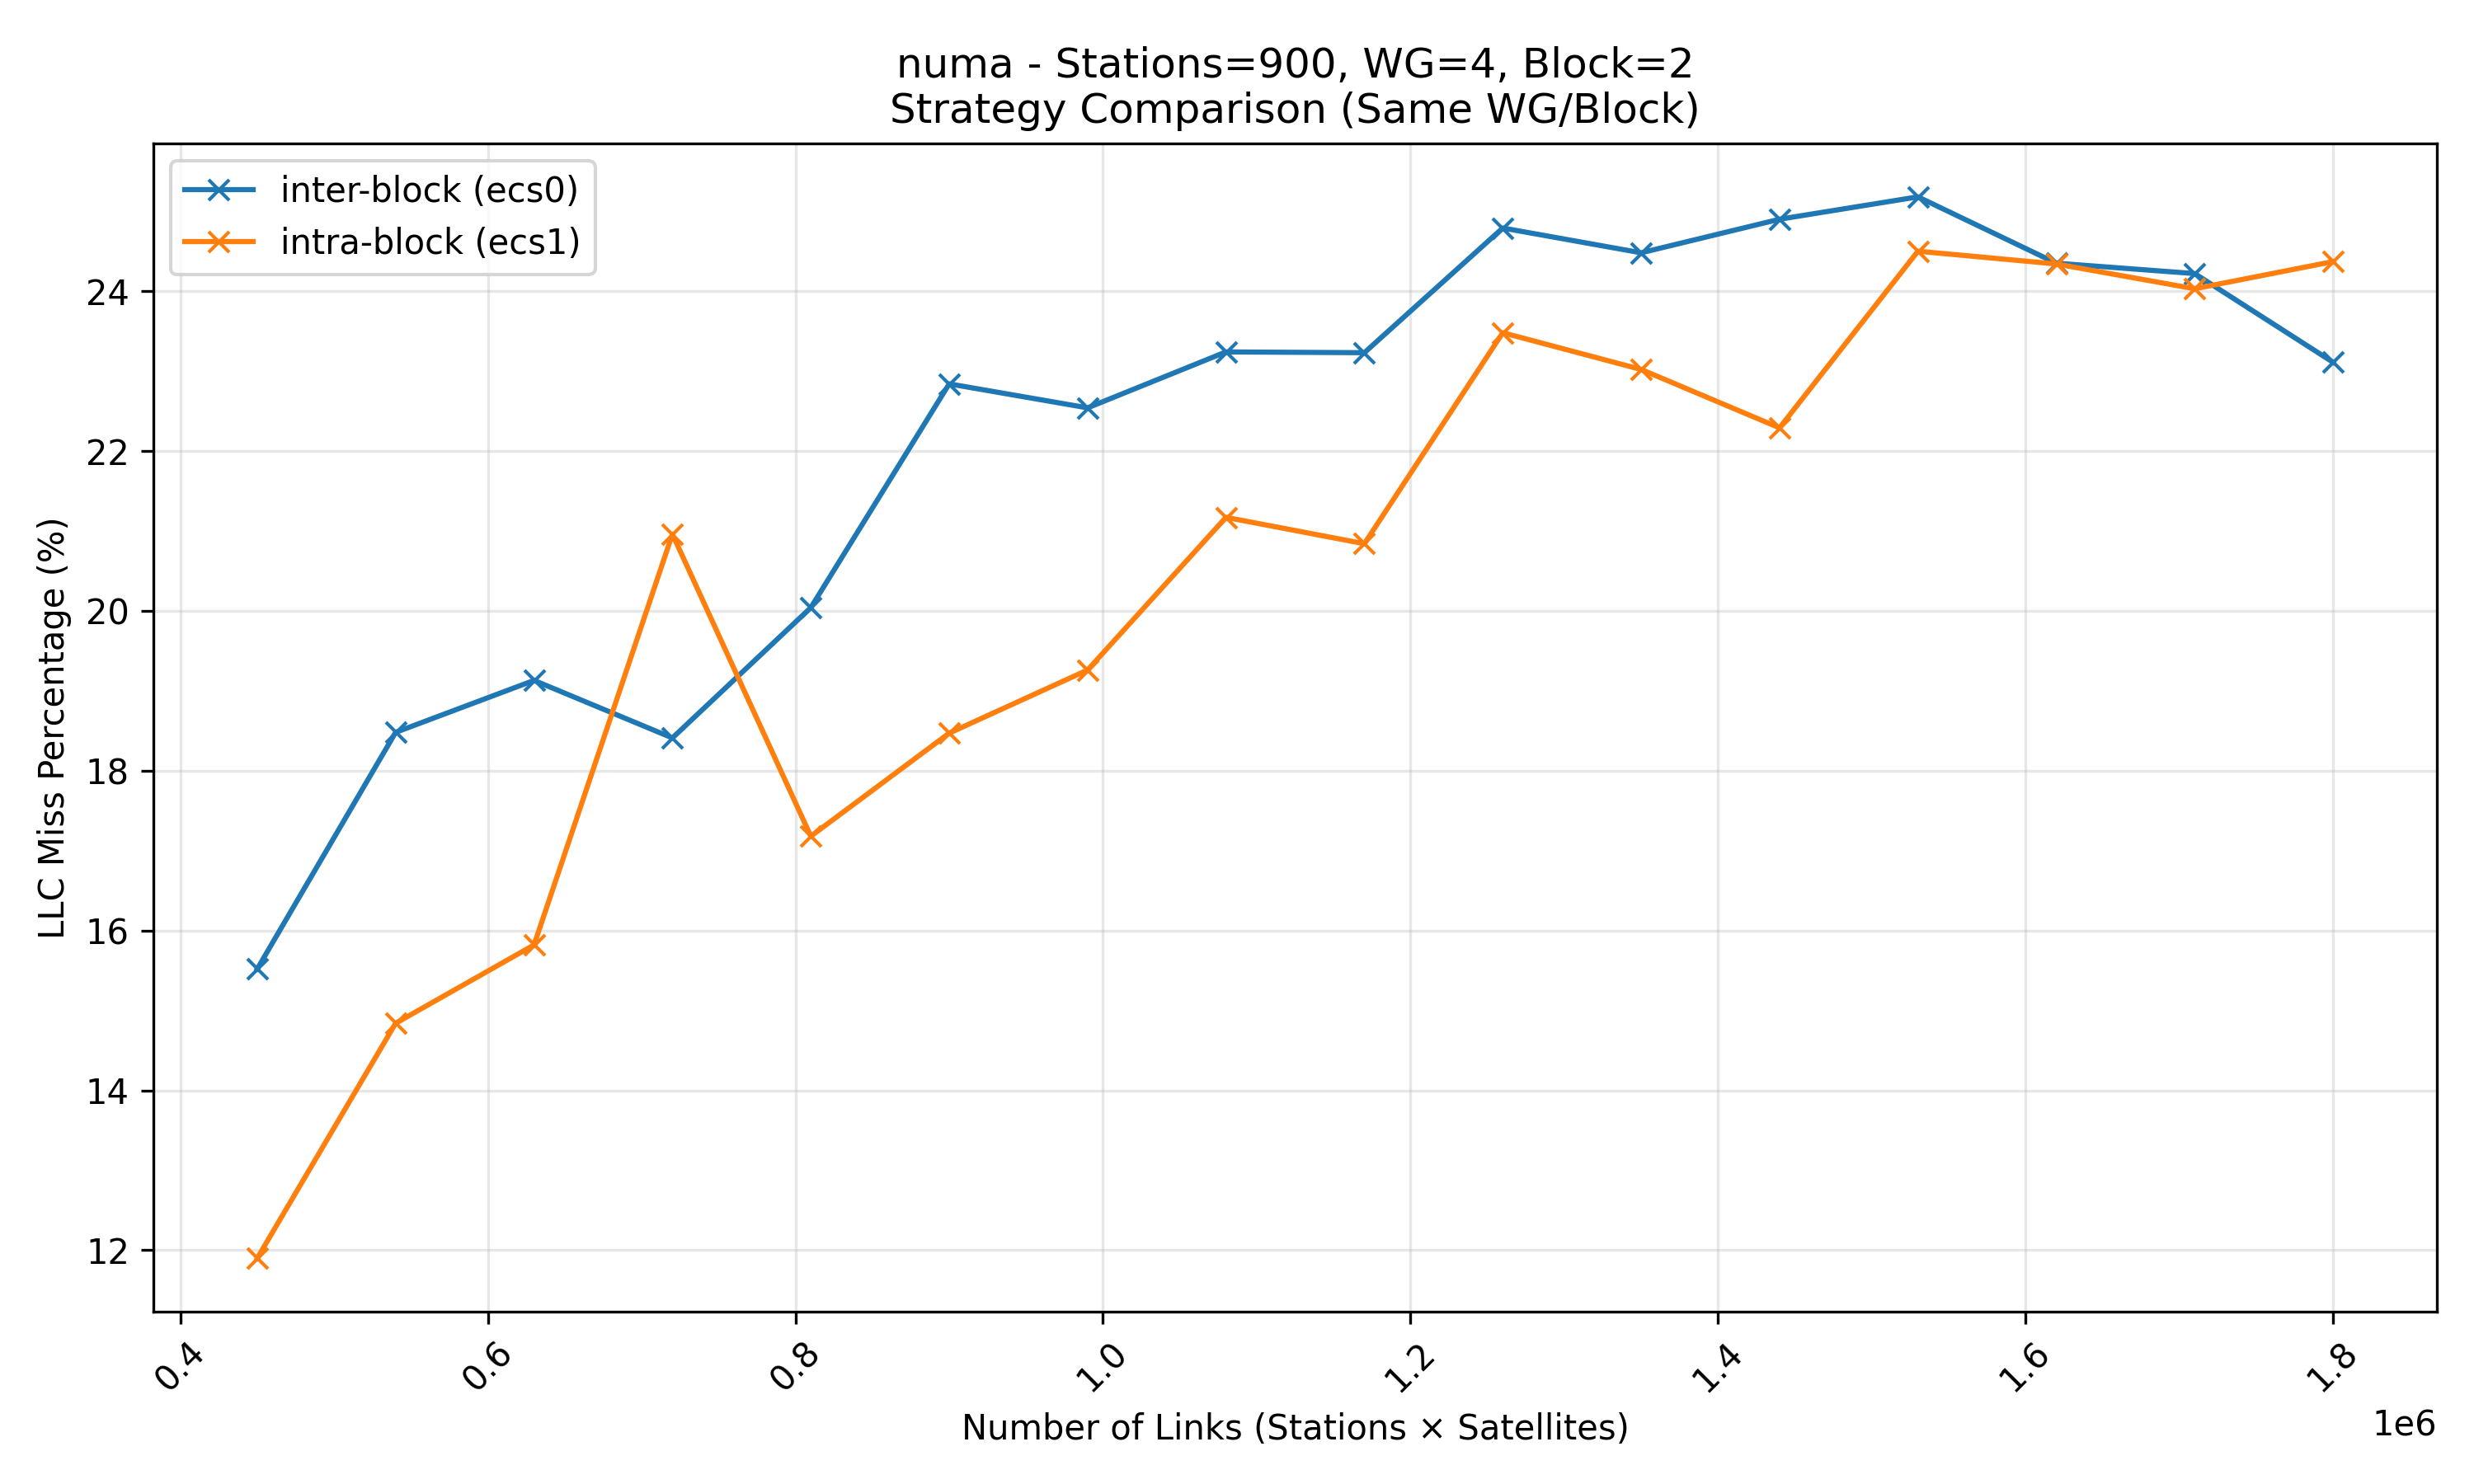 numa - Stations=900, WG=4, Block=2
Strategy Comparison (Same WG/Block)
inter-block (ecs0)
intra-block (ecs1)
LLC Miss Percentage (%)
24
22
20
18
16
14
12
0.4
0.6
0.8
1.0
1.2
1.4
1.6
1.8
1e6
Number of Links (Stations × Satellites)